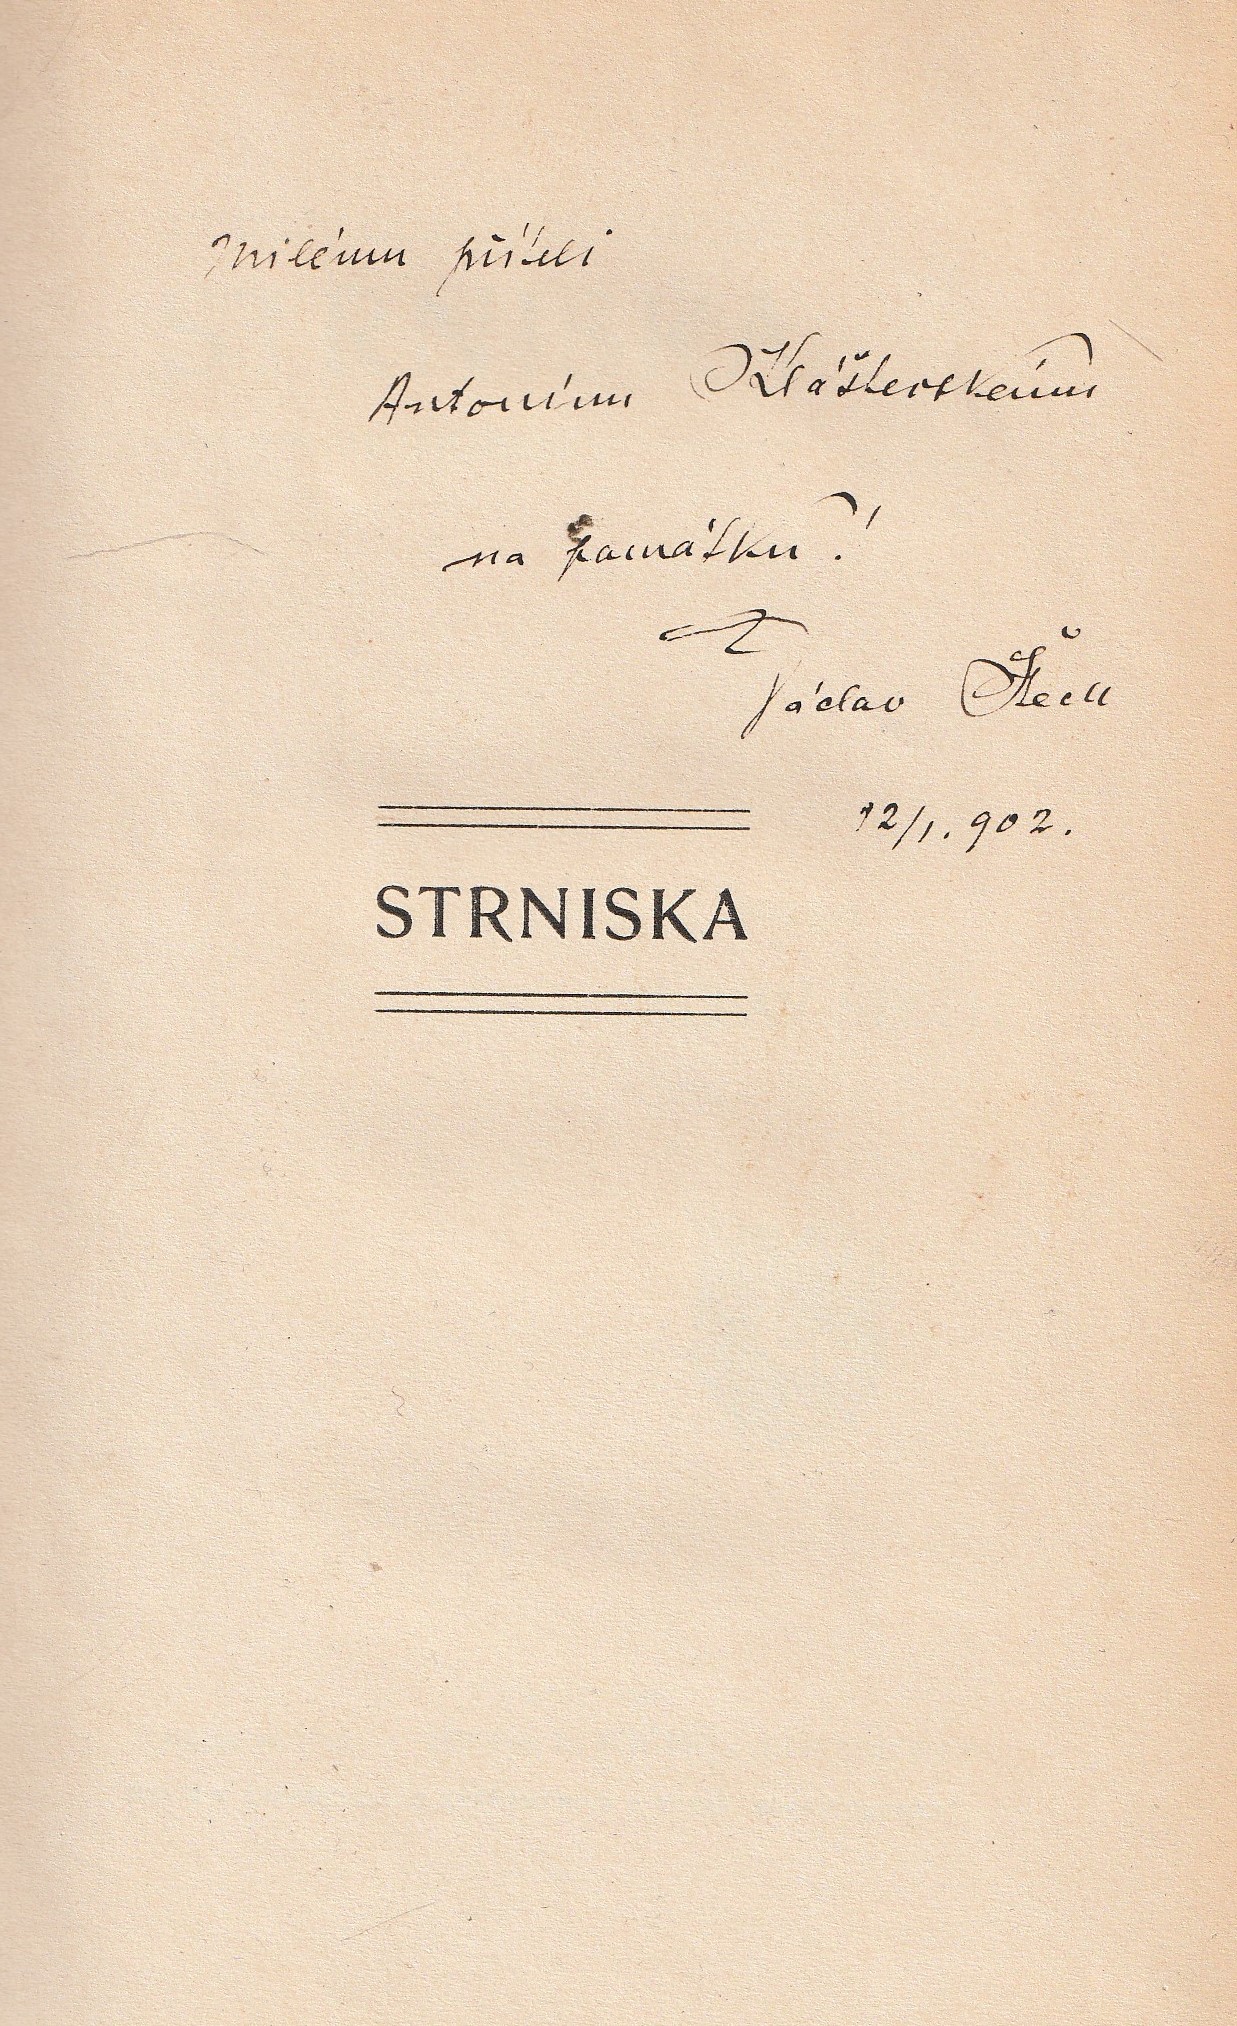 Milému příteli
Antonínu Klášterskému
na památku!
Václav Štech
12/1. 902.
STRNISKA